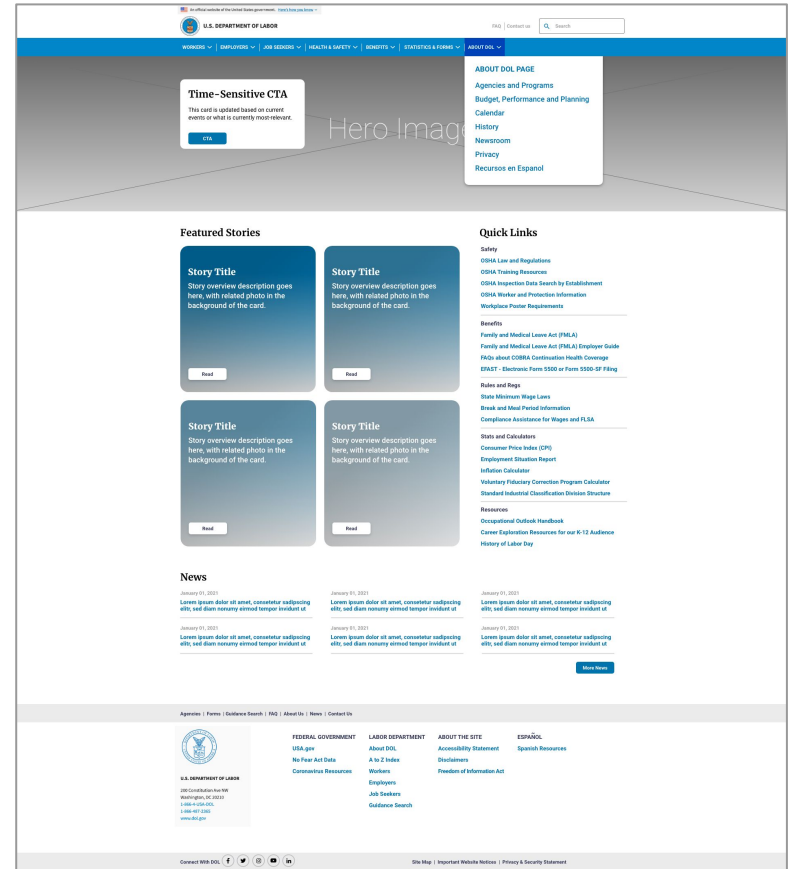 An official website of the United States government. Here's how you know
U.S. DEPARTMENT OF LABOR
FAQ | Contact us
Search
WORKERS | EMPLOYERS | JOB SEEKERS | HEALTH & SAFETY | BENEFITS | STATISTICS & FORMS | ABOUT DOL
ABOUT DOL PAGE
Agencies and Programs
Budget, Performance and Planning
Calendar
History
Newsroom
Privacy
Recursos en Espanol
Time-Sensitive CTA
This card is updated based on current
events or what is currently most-relevant.
CTA
Hero Imag
Featured Stories
Story Title
Story overview description goes
here, with related photo in the
background of the card.
Read
Story Title
Story overview description goes
here, with related photo in the
background of the card.
Read
Story Title
Story overview description goes
here, with related photo in the
background of the card.
Read
Story Title
Story overview description goes
here, with related photo in the
background of the card.
Read
Quick Links
Safety
OSHA Law and Regulations
OSHA Training Resources
OSHA Inspection Data Search by Establishment
OSHA Worker and Protection Information
Workplace Poster Requirements
Benefits
Family and Medical Leave Act (FMLA)
Family and Medical Leave Act (FMLA) Employer Guide
FAQs about COBRA Continuation Health Coverage
EFAST - Electronic Form 5500 or Form 5500-SF Filing
Rules and Regs
State Minimum Wage Laws
Break and Meal Period Information
Compliance Assistance for Wages and FLSA
Stats and Calculators
Consumer Price Index (CPI)
Employment Situation Report
Inflation Calculator
Voluntary Fiduciary Correction Program Calculator
Standard Industrial Classification Division Structure
Resources
Occupational Outlook Handbook
Career Exploration Resources for our K-12 Audience
History of Labor Day
News
January 01, 2021
Lorem ipsum dolor sit amet, consetetur sadipscing
elitr, sed diam nonumy eirmod tempor invidunt ut
January 01, 2021
Lorem ipsum dolor sit amet, consetetur sadipscing
elitr, sed diam nonumy eirmod tempor invidunt ut
January 01, 2021
Lorem ipsum dolor sit amet, consetetur sadipscing
elitr, sed diam nonumy eirmod tempor invidunt ut
January 01, 2021
Lorem ipsum dolor sit amet, consetetur sadipscing
elitr, sed diam nonumy eirmod tempor invidunt ut
January 01, 2021
Lorem ipsum dolor sit amet, consetetur sadipscing
elitr, sed diam nonumy eirmod tempor invidunt ut
January 01, 2021
Lorem ipsum dolor sit amet, consetetur sadipscing
elitr, sed diam nonumy eirmod tempor invidunt ut
More News
Agencies | Forms | Guidance Search | FAQ | About Us | News | Contact Us
U.S. DEPARTMENT OF LABOR
200 Constitution Ave NW
Washington, DC 20210
1-866-4-USA-DOL
1-866-487-2365
www.dol.gov
FEDERAL GOVERNMENT
USA.gov
No Fear Act Data
Coronavirus Resources
LABOR DEPARTMENT
About DOL
A to Z Index
Workers
Employers
Job Seekers
Guidance Search
ABOUT THE SITE
Accessibility Statement
Disclaimers
Freedom of Information Act
ESPAÑOL
Spanish Resources
Connect With DOL
Site Map | Important Website Notices | Privacy & Security Statement